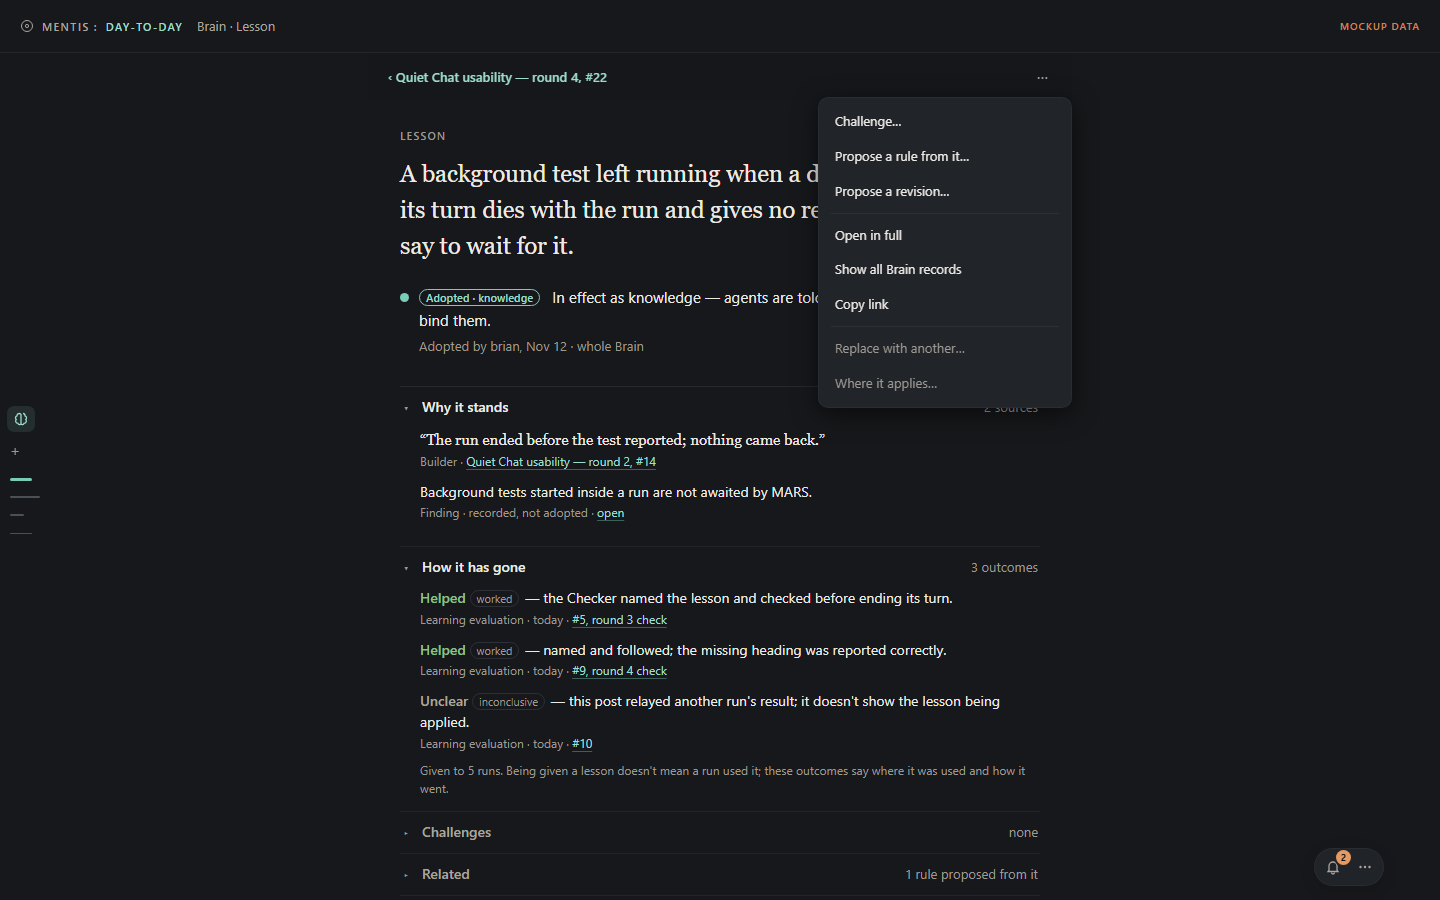 MENTIS : DAY-TO-DAY Brain · Lesson
MOCKUP DATA
‹ Quiet Chat usability — round 4, #22
···
LESSON
A background test left running when a
its turn dies with the run and gives no
say to wait for it.
Adopted · knowledge In effect as knowledge — agents are
bind them.
Adopted by brian, Nov 12 · whole Brain
Challenge...
Propose a rule from it...
Propose a revision...
Open in full
Show all Brain records
Copy link
Replace with another...
Where it applies...
Why it stands
2 sources
“The run ended before the test reported; nothing came back.”
Builder · Quiet Chat usability — round 2, #14
Background tests started inside a run are not awaited by MARS.
Finding · recorded, not adopted · open
How it has gone
3 outcomes
Helped worked — the Checker named the lesson and checked before ending its turn.
Learning evaluation · today · #5, round 3 check
Helped worked — named and followed; the missing heading was reported correctly.
Learning evaluation · today · #9, round 4 check
Unclear inconclusive — this post relayed another run's result; it doesn't show the lesson being
applied.
Learning evaluation · today · #10
Given to 5 runs. Being given a lesson doesn't mean a run used it; these outcomes say where it was used and how it
went.
Challenges
none
Related
1 rule proposed from it
+
2
···